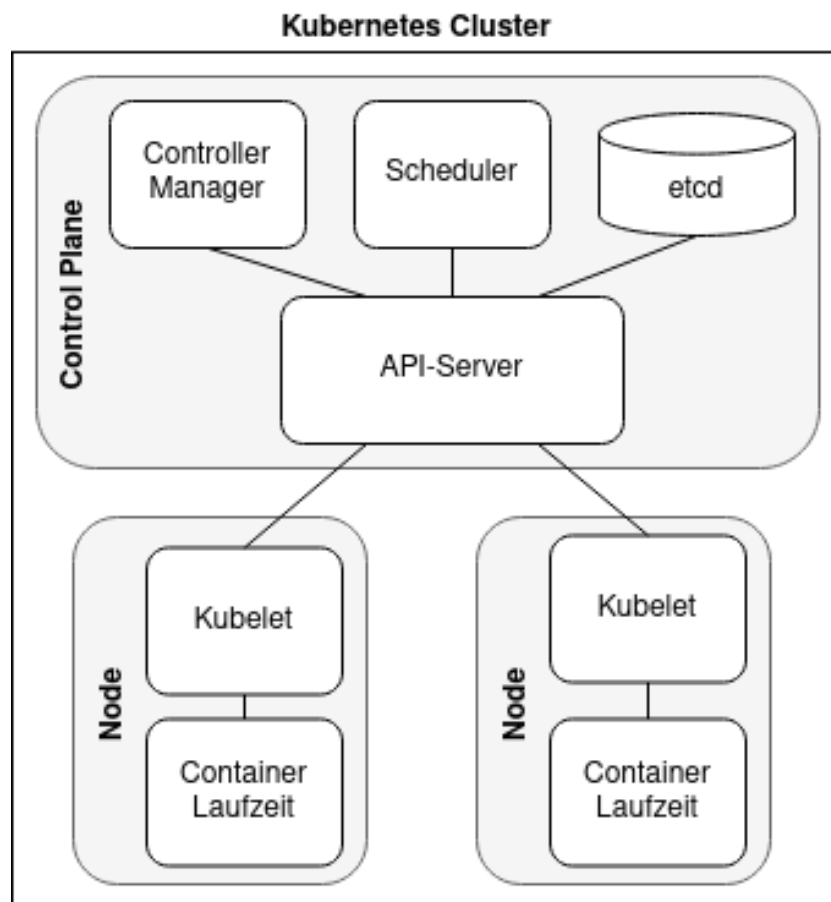 Kubernetes Cluster
Control Plane
Controller
Manager
Scheduler
etcd
API-Server
Node
Kubelet
Container
Laufzeit
Node
Kubelet
Container
Laufzeit